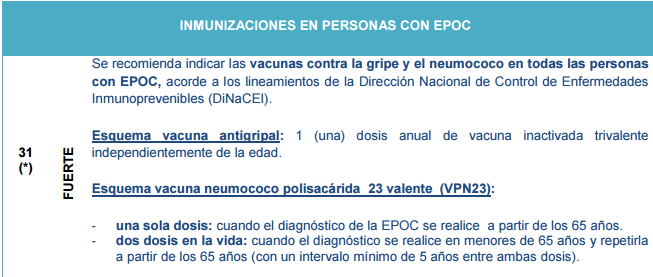 INMUNIZACIONES EN PERSONAS CON EPOC
Se recomienda indicar las vacunas contra la gripe y el neumococo en todas las personas
con EPOC, acorde a los lineamientos de la Dirección Nacional de Control de Enfermedades
Inmunoprevenibles (DiNaCEI).
Esquema vacuna antigripal: 1 (una) dosis anual de vacuna inactivada trivalente
independientemente de la edad.
31
(*)
FUERTE
Esquema vacuna neumococo polisacárida 23 valente (VPN23):
- una sola dosis: cuando el diagnóstico de la EPOC se realice a partir de los 65 años.
- dos dosis en la vida: cuando el diagnóstico se realice en menores de 65 años y repetirla
a partir de los 65 años (con un intervalo mínimo de 5 años entre ambas dosis).